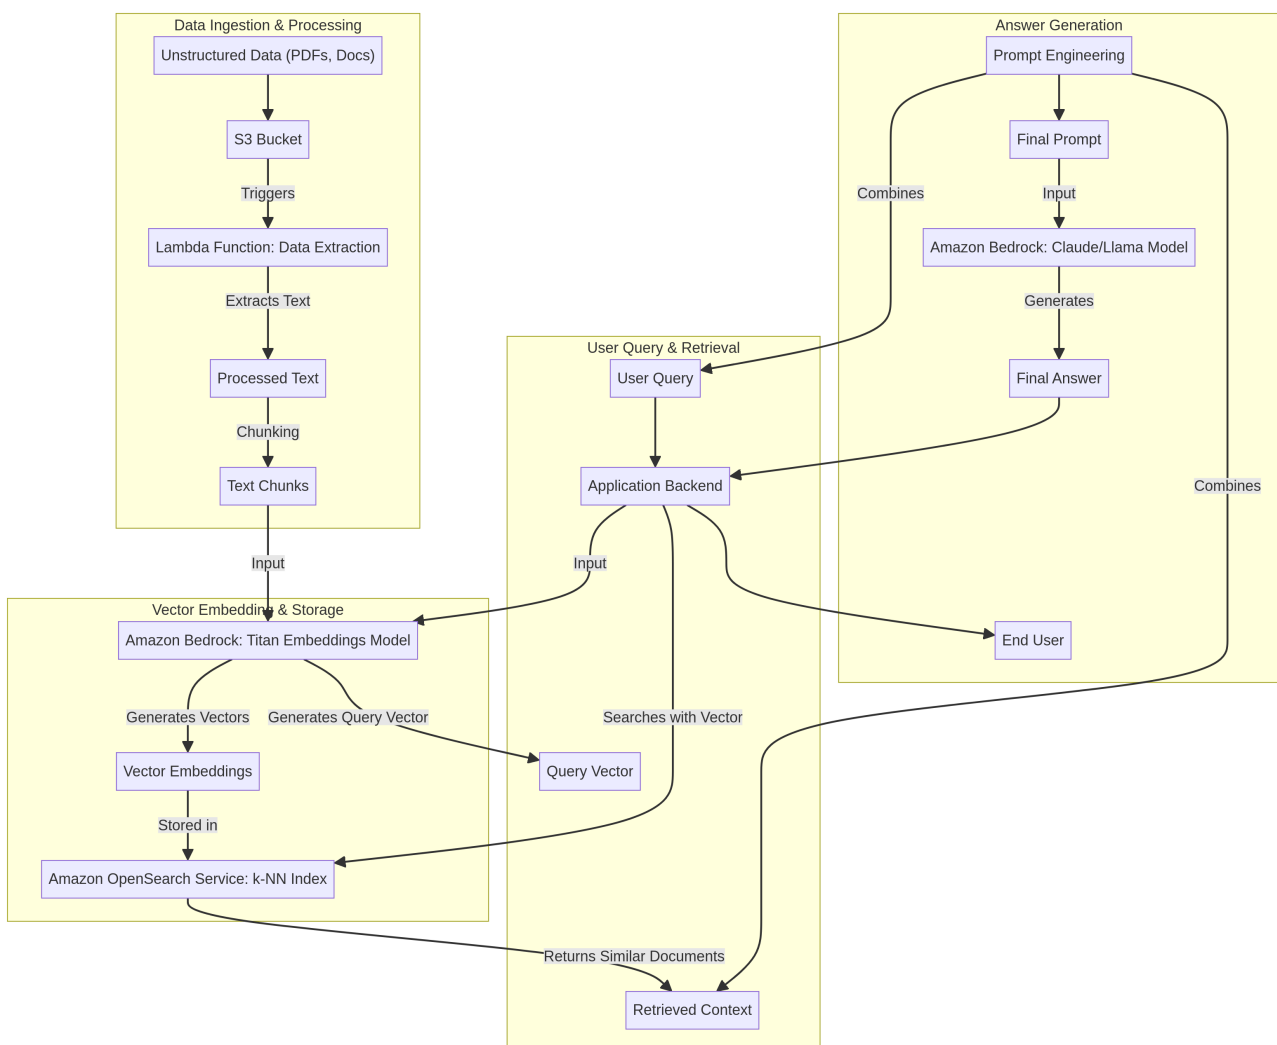 Data Ingestion & Processing
Unstructured Data (PDFs, Docs)
S3 Bucket
Triggers
Lambda Function: Data Extraction
Extracts Text
Processed Text
Chunking
Text Chunks
Input
Vector Embedding & Storage
Amazon Bedrock: Titan Embeddings Model
Generates Vectors
Generates Query Vector
Vector Embeddings
Stored in
Amazon OpenSearch Service: k-NN Index
User Query & Retrieval
User Query
Application Backend
Input
Searches with Vector
Query Vector
Returns Similar Documents
Retrieved Context
Answer Generation
Prompt Engineering
Final Prompt
Combines
Input
Amazon Bedrock: Claude/Llama Model
Generates
Final Answer
Combines
End User